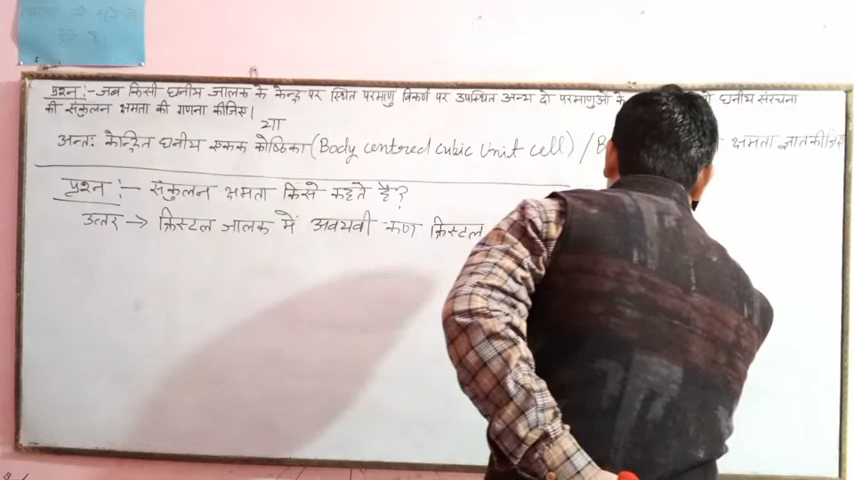 प्रश्न :- जब किसी घनीय जालक के केन्द्र पर स्थित परमाणु विकर्ण पर उपस्थित अन्य दो परमाणुओं के घनीय संरचना
की संकुलन क्षमता की गणना कीजिए।
या
अन्तः केन्द्रित घनीय एकक कोष्ठिका (Body centered cubic Unit cell) / B क्षमता ज्ञात कीजिए
प्रश्न :- संकुलन क्षमता किसे कहते है?
उत्तर → क्रिस्टल जालक में अवयवी कण क्रिस्टल